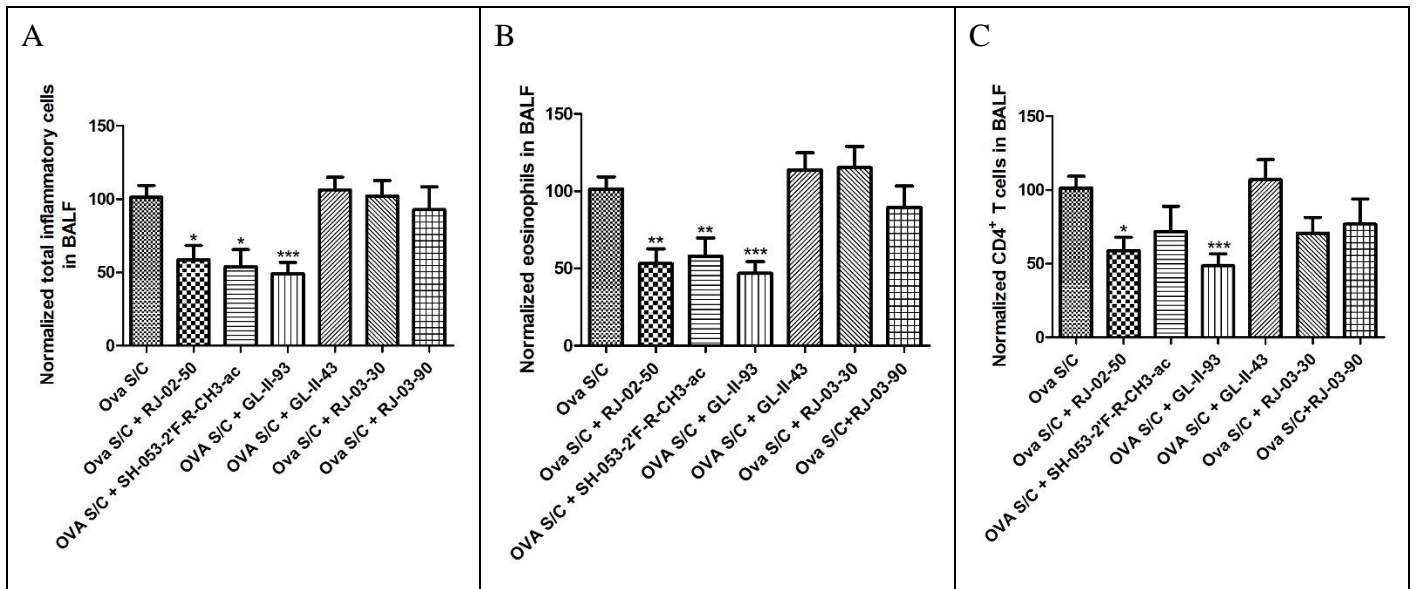 A
Normalized total inflammatory cells
in BALF
150
100
50
0
*
*
***
Ova S/C
Ova S/C + RJ-02-50
OVA S/C + SH-053-2'F-R-CH3-ac
OVA S/C + GL-II-93
OVA S/C + GL-II-43
Ova S/C + RJ-03-30
Ova S/C+ RJ-03-90
B
Normalized eosinophils in BALF
150
100
50
0
**
**
***
Ova S/C
Ova S/C + RJ-02-50
OVA S/C + SH-053-2'F-R-CH3-ac
OVA S/C + GL-II-93
OVA S/C + GL-II-43
Ova S/C + RJ-03-30
Ova S/C+RJ-03-90
C
Normalized CD4⁺ T cells in BALF
150
100
50
0
*
***
Ova S/C
Ova S/C + RJ-02-50
OVA S/C + SH-053-2'F-R-CH3-ac
OVA S/C + GL-II-93
OVA S/C + GL-II-43
Ova S/C + RJ-03-30
Ova S/C+RJ-03-90